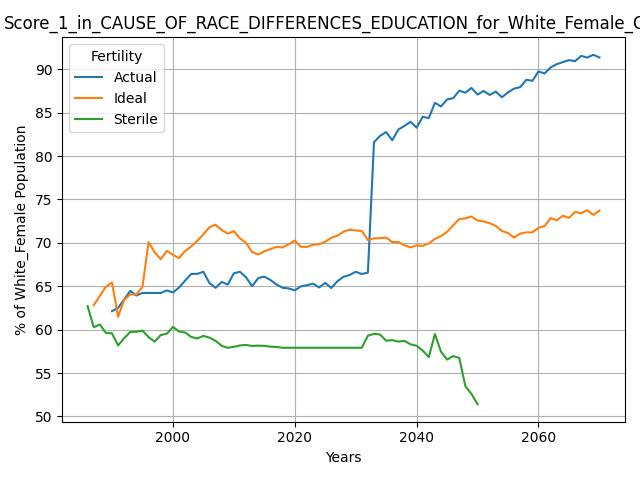 Score_1_in_CAUSE_OF_RACE_DIFFERENCES_EDUCATION_for_White_Female_
Fertility
Actual
Ideal
Sterile
% of White_Female Population
90
85
80
75
70
65
60
55
50
2000
2020
2040
2060
Years